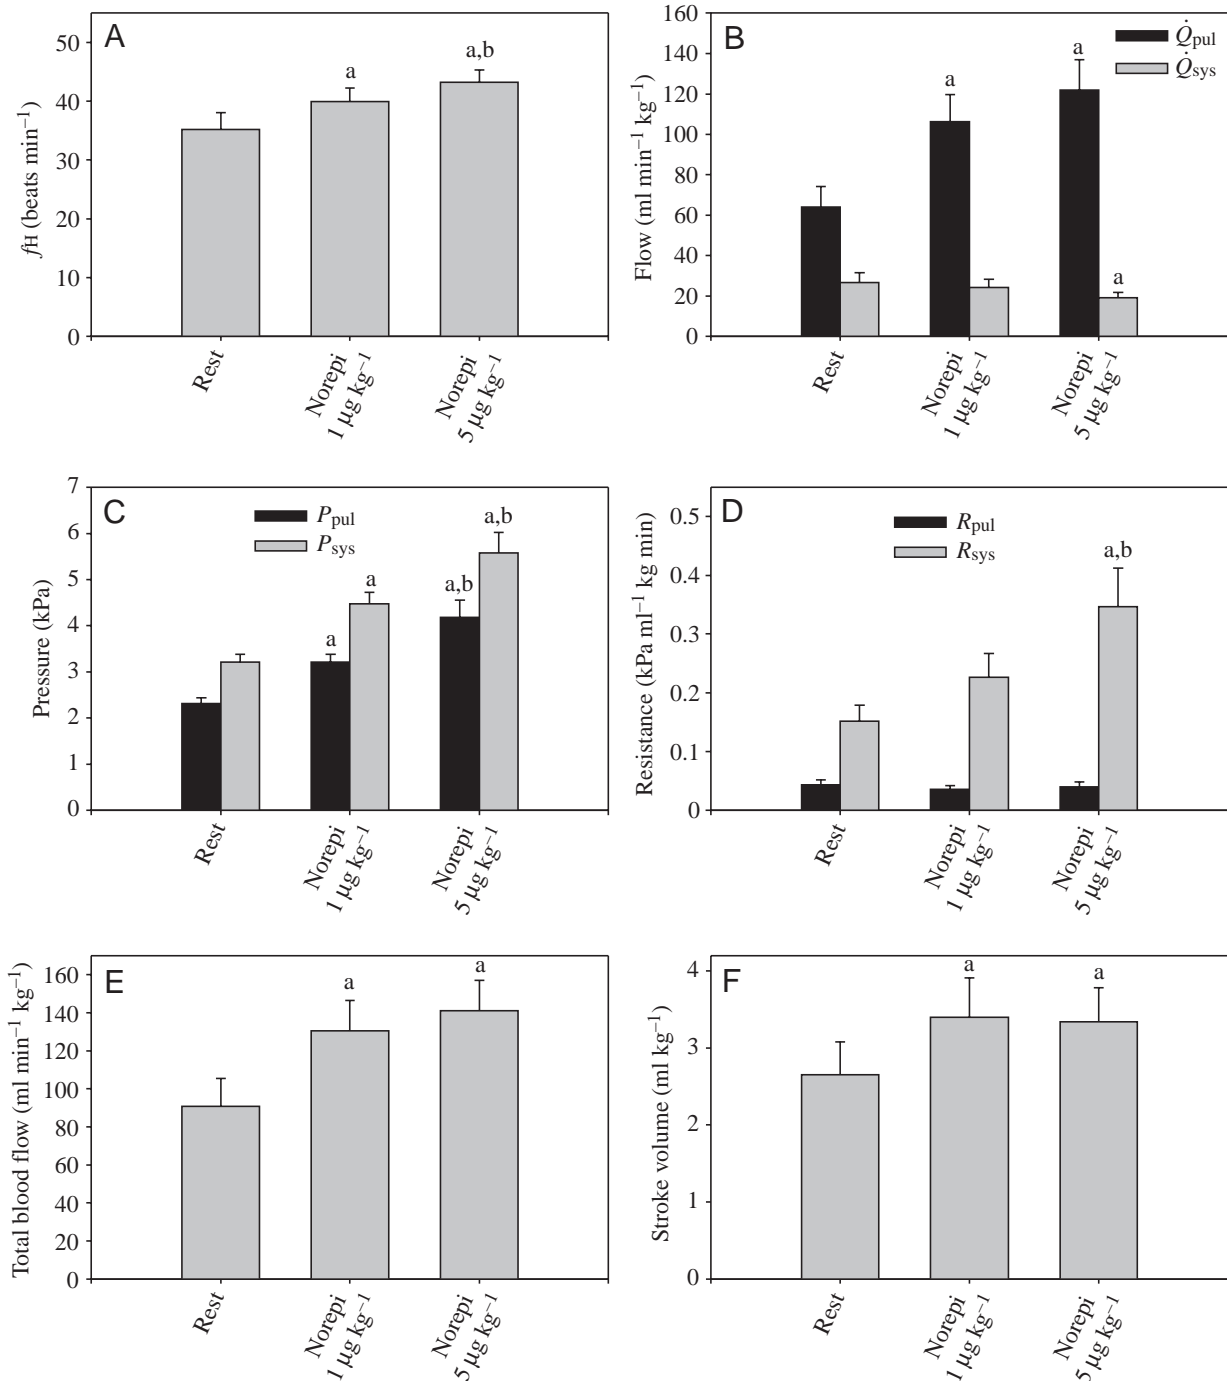 A
50
40
30
20
10
0
fH (beats min⁻¹)
a
a,b
Rest
Norepi
1 µg kg⁻¹
Norepi
5 µg kg⁻¹
B
160
140
120
100
80
60
40
20
0
Flow (ml min⁻¹ kg⁻¹)
Q̇pul
Q̇sys
a
a
a
Rest
Norepi
1 µg kg⁻¹
Norepi
5 µg kg⁻¹
C
7
6
5
4
3
2
1
0
Pressure (kPa)
Ppul
Psys
a
a
a,b
a,b
Rest
Norepi
1 µg kg⁻¹
Norepi
5 µg kg⁻¹
D
0.5
0.4
0.3
0.2
0.1
0
Resistance (kPa ml⁻¹ kg min)
Rpul
Rsys
a,b
Rest
Norepi
1 µg kg⁻¹
Norepi
5 µg kg⁻¹
E
160
140
120
100
80
60
40
20
0
Total blood flow (ml min⁻¹ kg⁻¹)
a
a
Rest
Norepi
1 µg kg⁻¹
Norepi
5 µg kg⁻¹
F
4
3
2
1
0
Stroke volume (ml kg⁻¹)
a
a
Rest
Norepi
1 µg kg⁻¹
Norepi
5 µg kg⁻¹